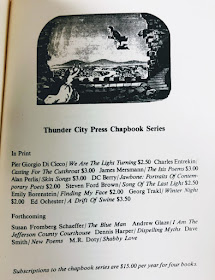 Thunder City Press Chapbook Series
In Print
Pier Giorgio Di Cicco/We Are The Light Turning $2.50 Charles Entrekin/
Casting For The Cutthroat $3.00 James Mersmann/The Isis Poems $3.00
Alan Perlis/Skin Songs $3.00 DC Berry/Jawbone: Portraits Of Contem-
porary Poets $2.00 Steven Ford Brown/Song Of The Last Light $2.50
Emily Borenstein/Finding My Face $2.00 Georg Trakl/Winter Night
$2.00 Ed Ochester/A Drift Of Swine $3.50
Forthcoming
Susan Fromberg Schaeffer/The Blue Man Andrew Glaze/I Am The
Jefferson County Courthouse Dennis Harper/Dispelling Myths Dave
Smith/New Poems M.R. Doty/Shabby Love
Subscriptions to the chapbook series are $15.00 per year for four books.